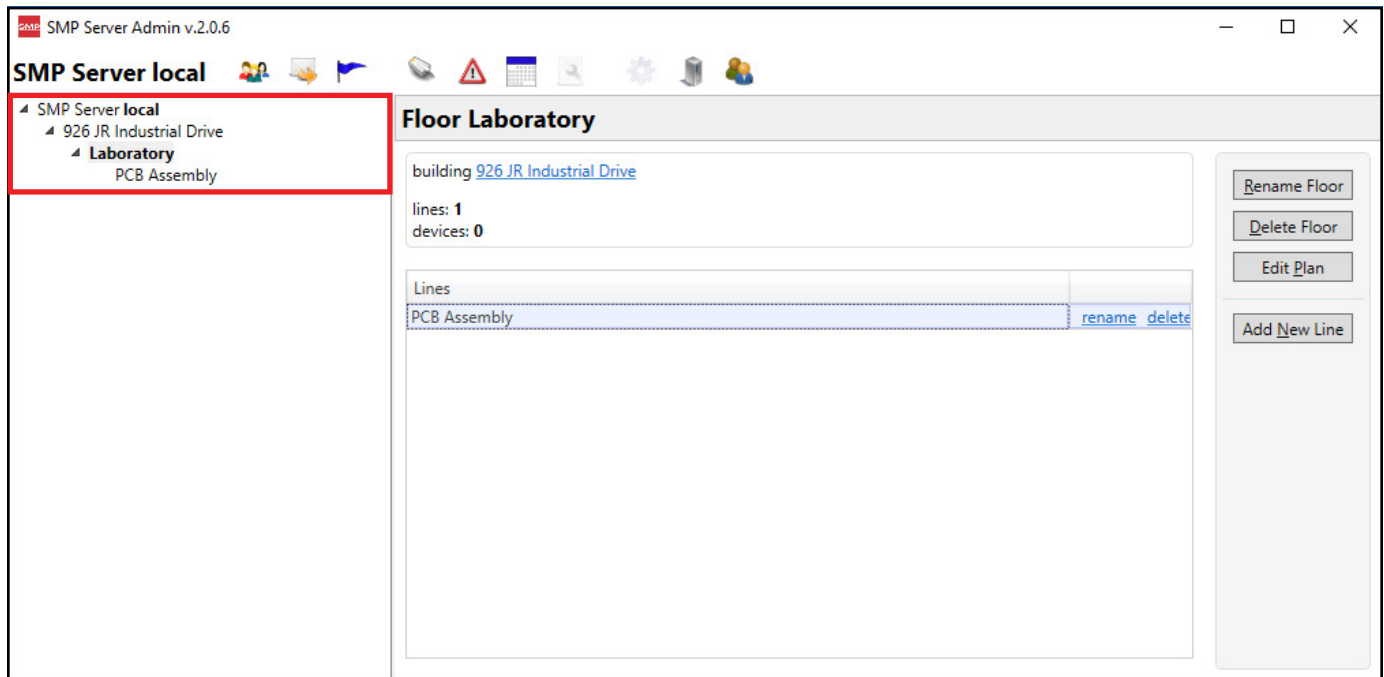 SMP SMP Server Admin v.2.0.6
SMP Server local
SMP Server local
926 JR Industrial Drive
Laboratory
PCB Assembly
Floor Laboratory
building 926 JR Industrial Drive
lines: 1
devices: 0
Lines
PCB Assembly rename delete
Rename Floor
Delete Floor
Edit Plan
Add New Line